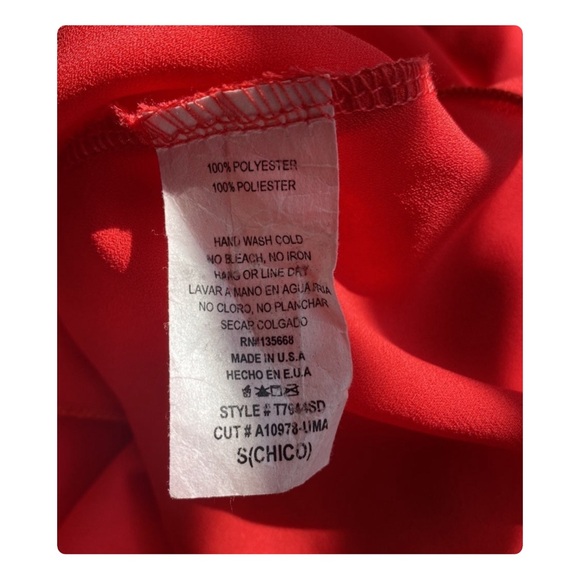 100% POLYESTER
100% POLIESTER
HAND WASH COLD
NO BLEACH, NO IRON
HANG OR LINE DRY
LAVAR A MANO EN AGUA FRIA
NO CLORO, NO PLANCHAR
SECAR COLGADO
RN#135668
MADE IN U.S.A
HECHO EN E.U.A
STYLE # T7944SD
CUT # A10978-UMA
S(CHICO)